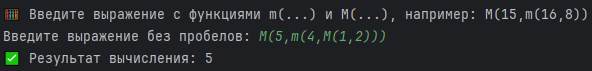 🧮 Введите выражение с функциями m(...) и M(...), например: M(15,m(16,8))
Введите выражение без пробелов: M(5,m(4,M(1,2)))
✅ Результат вычисления: 5